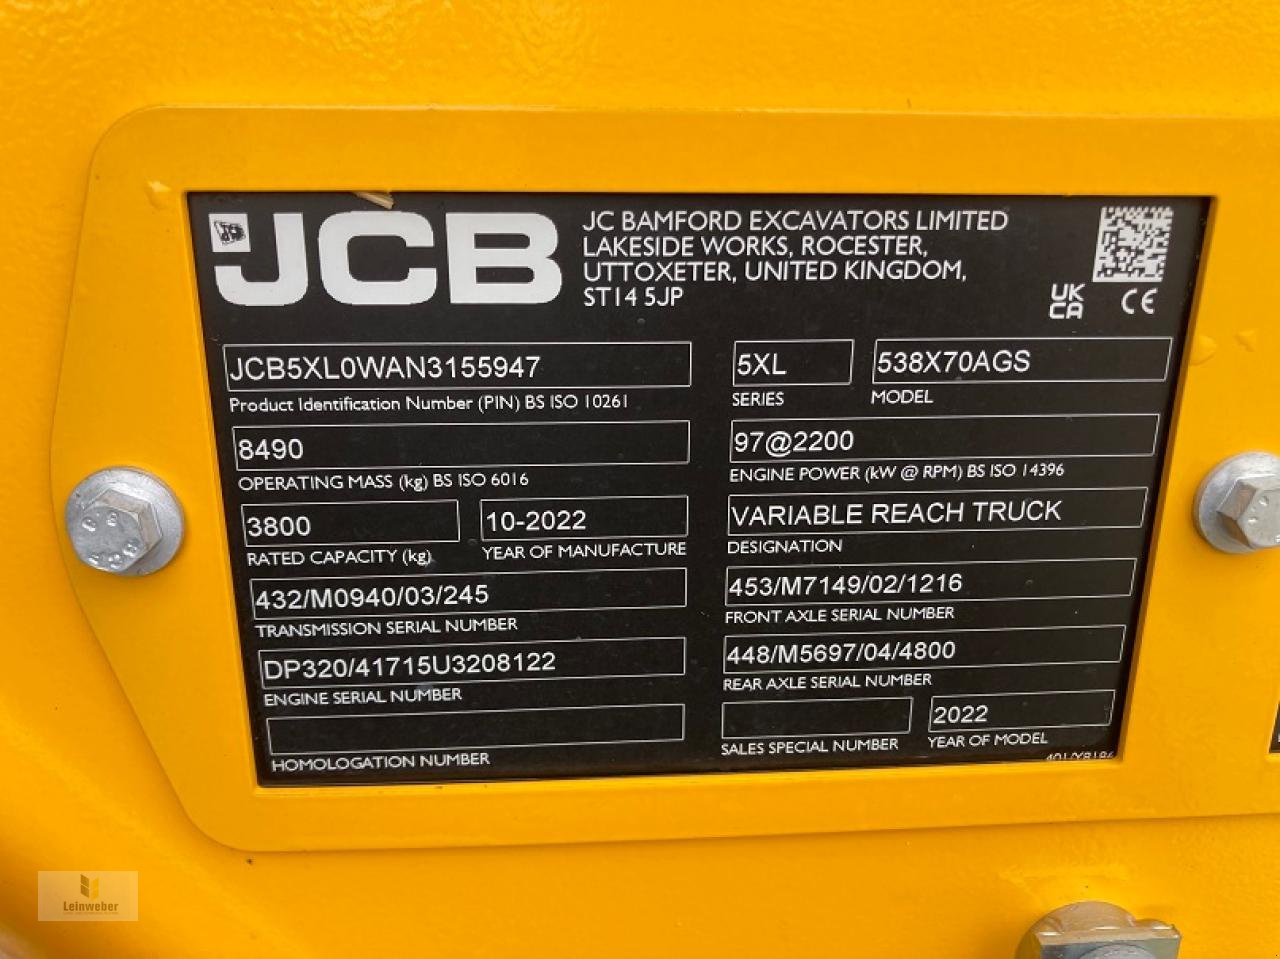 JCB
JC BAMFORD EXCAVATORS LIMITED
LAKESIDE WORKS, ROCESTER,
UTTOXETER, UNITED KINGDOM,
ST14 5JP
UK
CA
CE
JCB5XL0WAN3155947
Product Identification Number (PIN) BS ISO 10261
5XL
SERIES
538X70AGS
MODEL
8490
OPERATING MASS (kg) BS ISO 6016
97@2200
ENGINE POWER (kW @ RPM) BS ISO 14396
3800
RATED CAPACITY (kg)
10-2022
YEAR OF MANUFACTURE
VARIABLE REACH TRUCK
DESIGNATION
432/M0940/03/245
TRANSMISSION SERIAL NUMBER
453/M7149/02/1216
FRONT AXLE SERIAL NUMBER
DP320/41715U3208122
ENGINE SERIAL NUMBER
448/M5697/04/4800
REAR AXLE SERIAL NUMBER
HOMOLOGATION NUMBER
SALES SPECIAL NUMBER
2022
YEAR OF MODEL
8.8
Leinweber